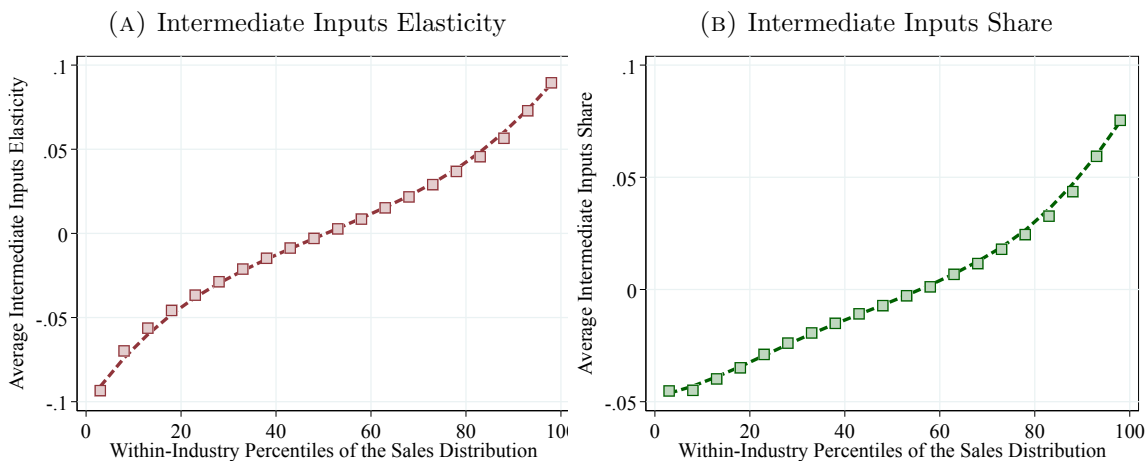 (A) Intermediate Inputs Elasticity
Average Intermediate Inputs Elasticity
.1
.05
0
-.05
-.1
0 20 40 60 80 100
Within-Industry Percentiles of the Sales Distribution
(B) Intermediate Inputs Share
Average Intermediate Inputs Share
.1
.05
0
-.05
0 20 40 60 80 100
Within-Industry Percentiles of the Sales Distribution